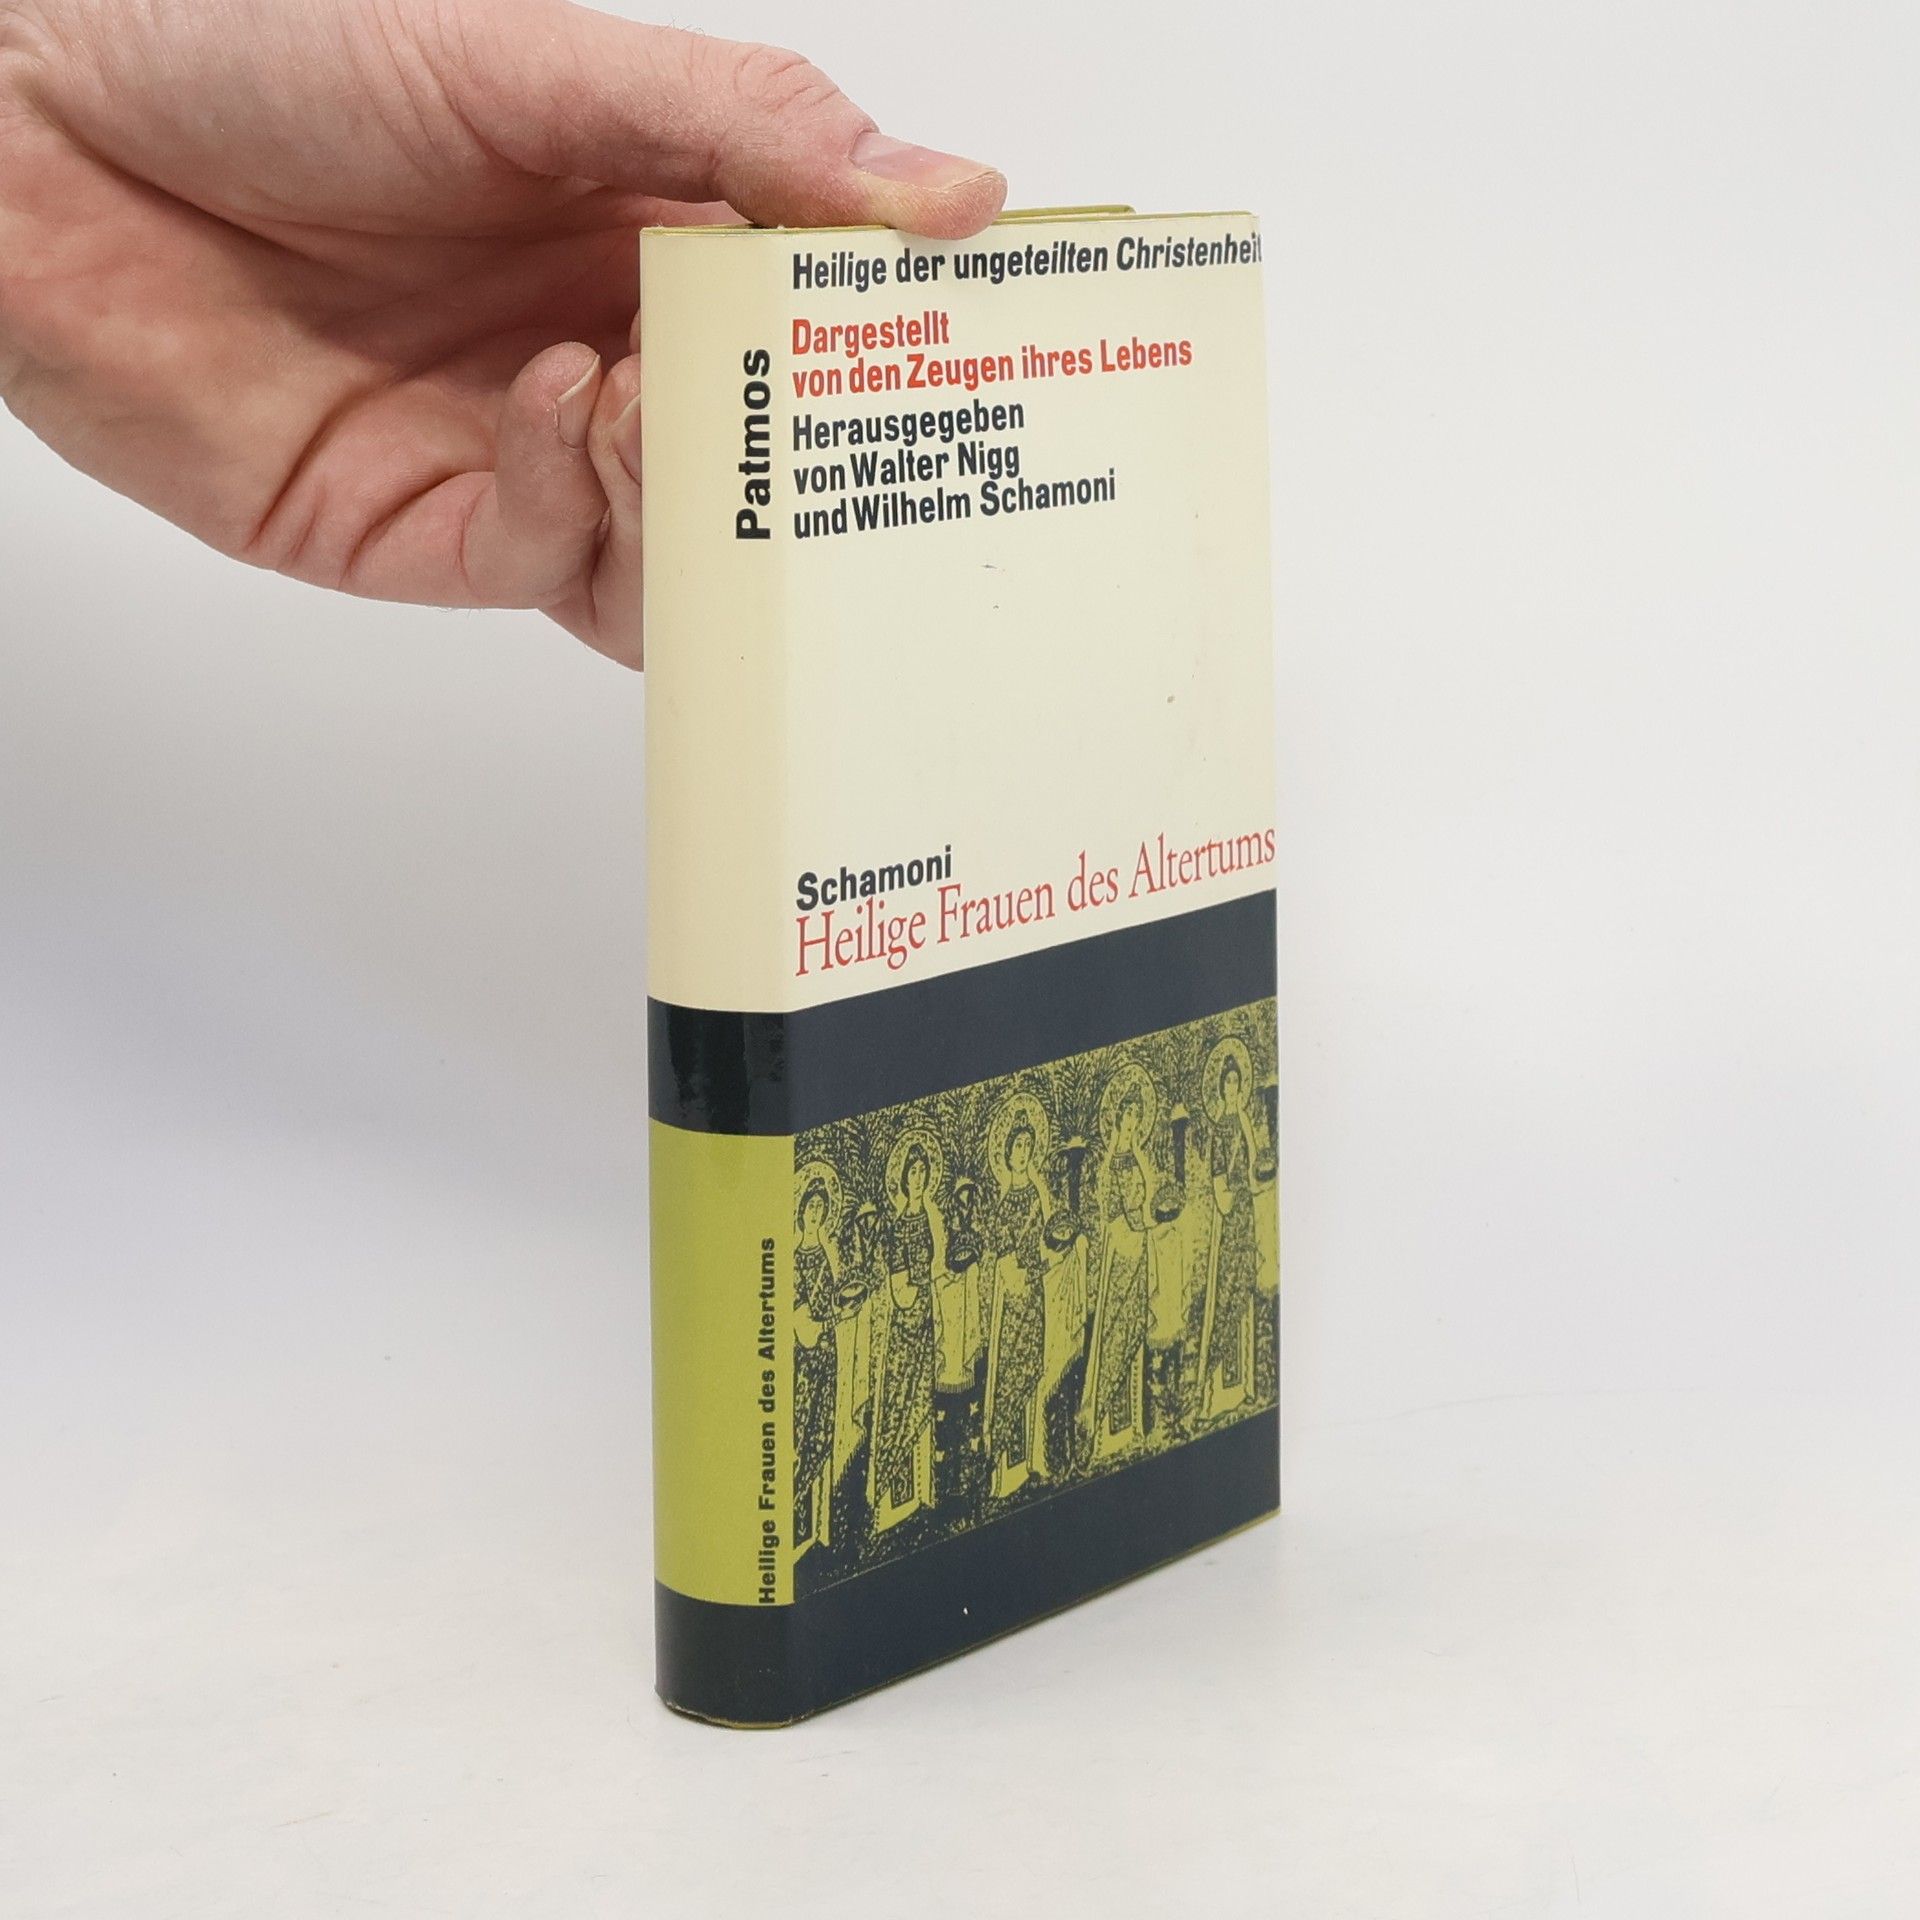 Patmos
Heilige Frauen des Altertums
Heilige der ungeteilten Christenheit
Dargestellt
von den Zeugen ihres Lebens
Herausgegeben
von Walter Nigg
und Wilhelm Schamoni
Schamoni
Heilige Frauen des Altertums